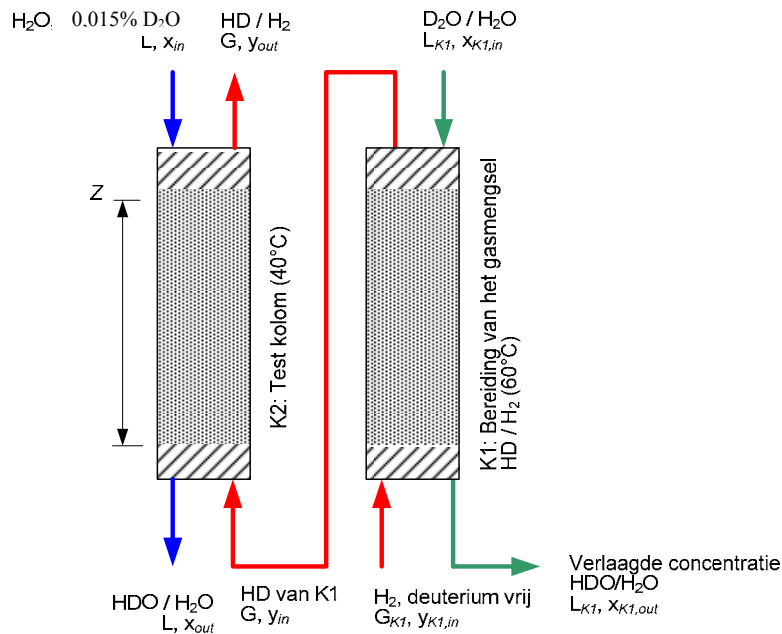 H₂O, 0,015% D₂O
L, xin
HD / H₂
G, yout
D₂O / H₂O
LK1, xK1,in
Z
K2: Test kolom (40°C)
K1: Bereiding van het gasmengsel
HD / H₂ (60°C)
HDO / H₂O
L, xout
HD van K1
G, yin
H₂, deuterium vrij
GK1, yK1,in
Verlaagde concentratie
HDO/H₂O
LK1, xK1,out